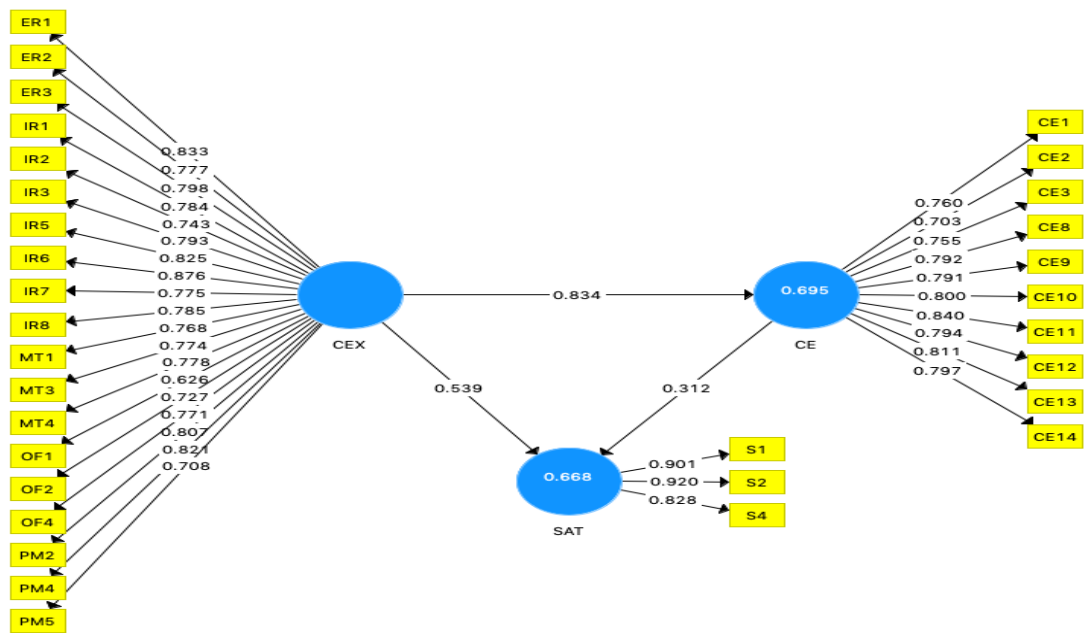 ER1
ER2
ER3
IR1
IR2
IR3
IR5
IR6
IR7
IR8
MT1
MT3
MT4
OF1
OF2
OF4
PM2
PM4
PM5
0.833
0.777
0.798
0.784
0.743
0.793
0.825
0.876
0.775
0.785
0.768
0.774
0.778
0.626
0.727
0.771
0.807
0.821
0.708
CEX
0.834
0.539
0.312
0.695
CE
0.668
SAT
0.901
0.920
0.828
S1
S2
S4
0.760
0.703
0.755
0.792
0.791
0.800
0.840
0.794
0.811
0.797
CE1
CE2
CE3
CE8
CE9
CE10
CE11
CE12
CE13
CE14